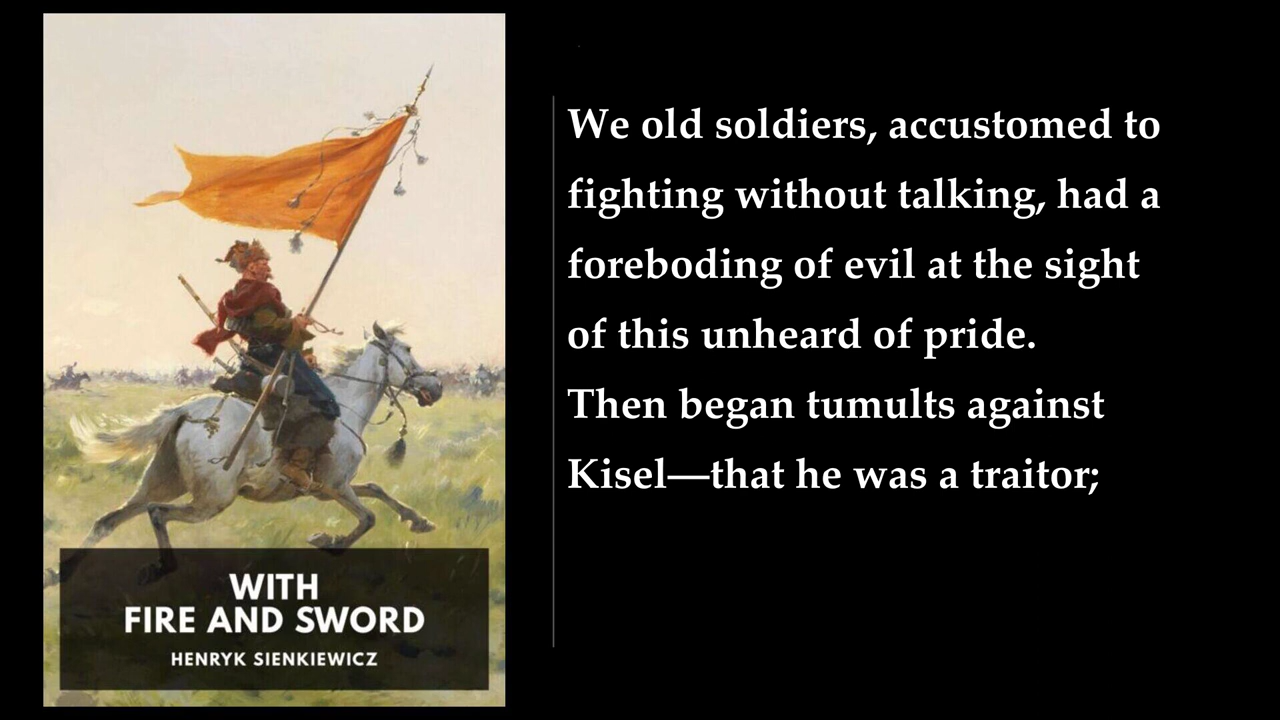 WITH
FIRE AND SWORD
HENRYK SIENKIEWICZ
We old soldiers, accustomed to
fighting without talking, had a
foreboding of evil at the sight
of this unheard of pride.
Then began tumults against
Kisel—that he was a traitor;